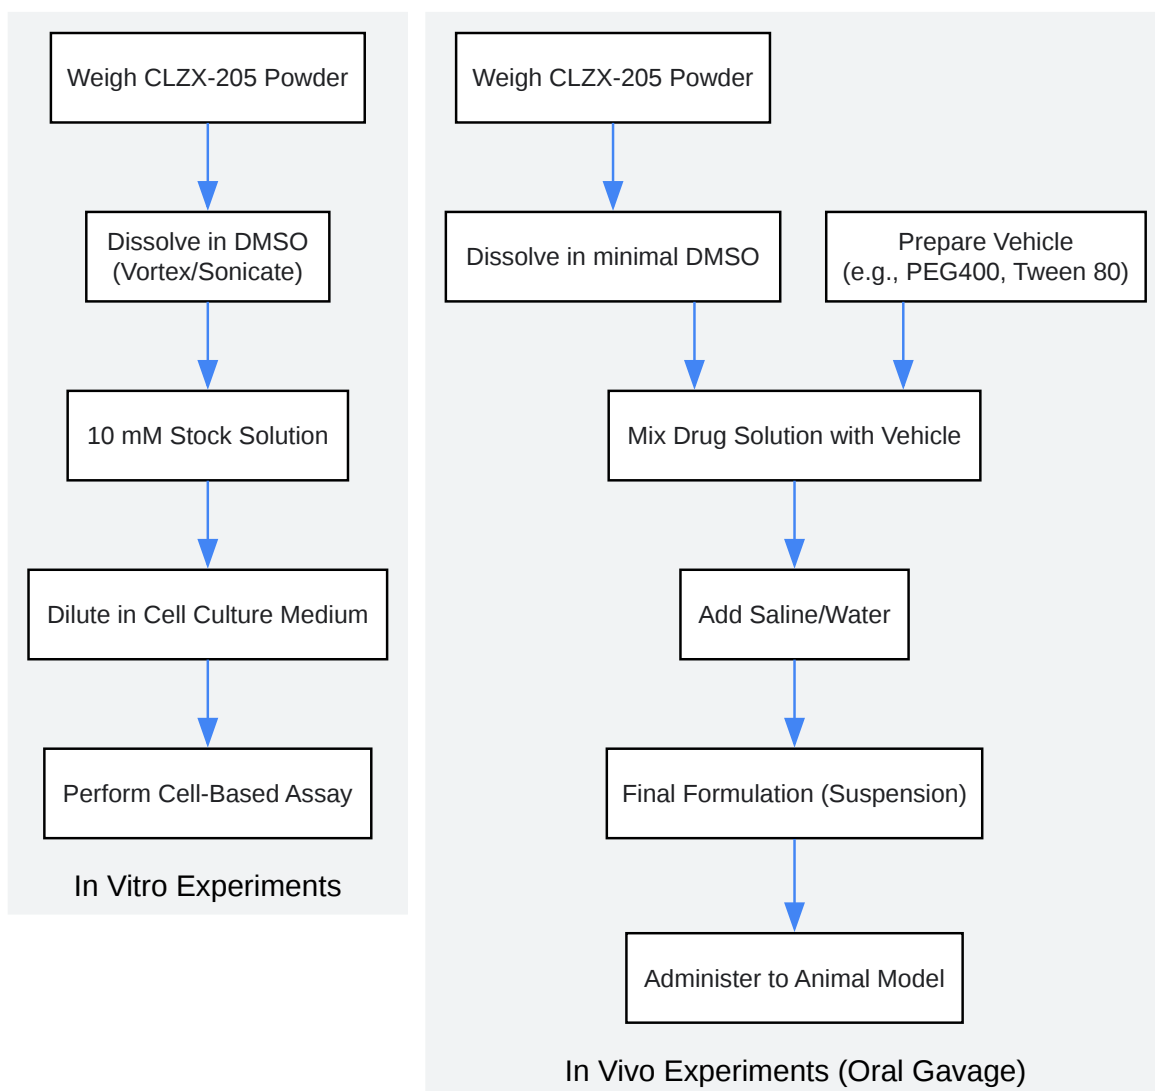 Weigh CLZX-205 Powder
Dissolve in DMSO
(Vortex/Sonicate)
10 mM Stock Solution
Dilute in Cell Culture Medium
Perform Cell-Based Assay
In Vitro Experiments
Weigh CLZX-205 Powder
Dissolve in minimal DMSO
Prepare Vehicle
(e.g., PEG400, Tween 80)
Mix Drug Solution with Vehicle
Add Saline/Water
Final Formulation (Suspension)
Administer to Animal Model
In Vivo Experiments (Oral Gavage)